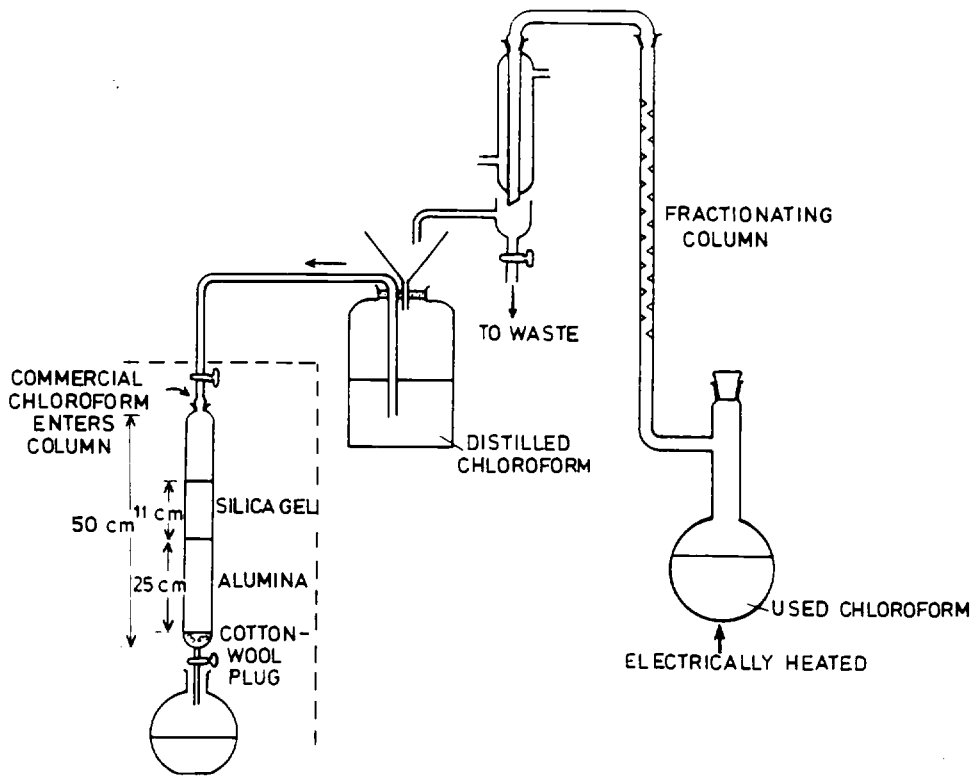 FRACTIONATING
COLUMN
TO WASTE
COMMERCIAL
CHLOROFORM
ENTERS
COLUMN
DISTILLED
CHLOROFORM
50 cm
11 cm
SILICA GEL
25 cm
ALUMINA
COTTON-
WOOL
PLUG
USED CHLOROFORM
ELECTRICALLY HEATED